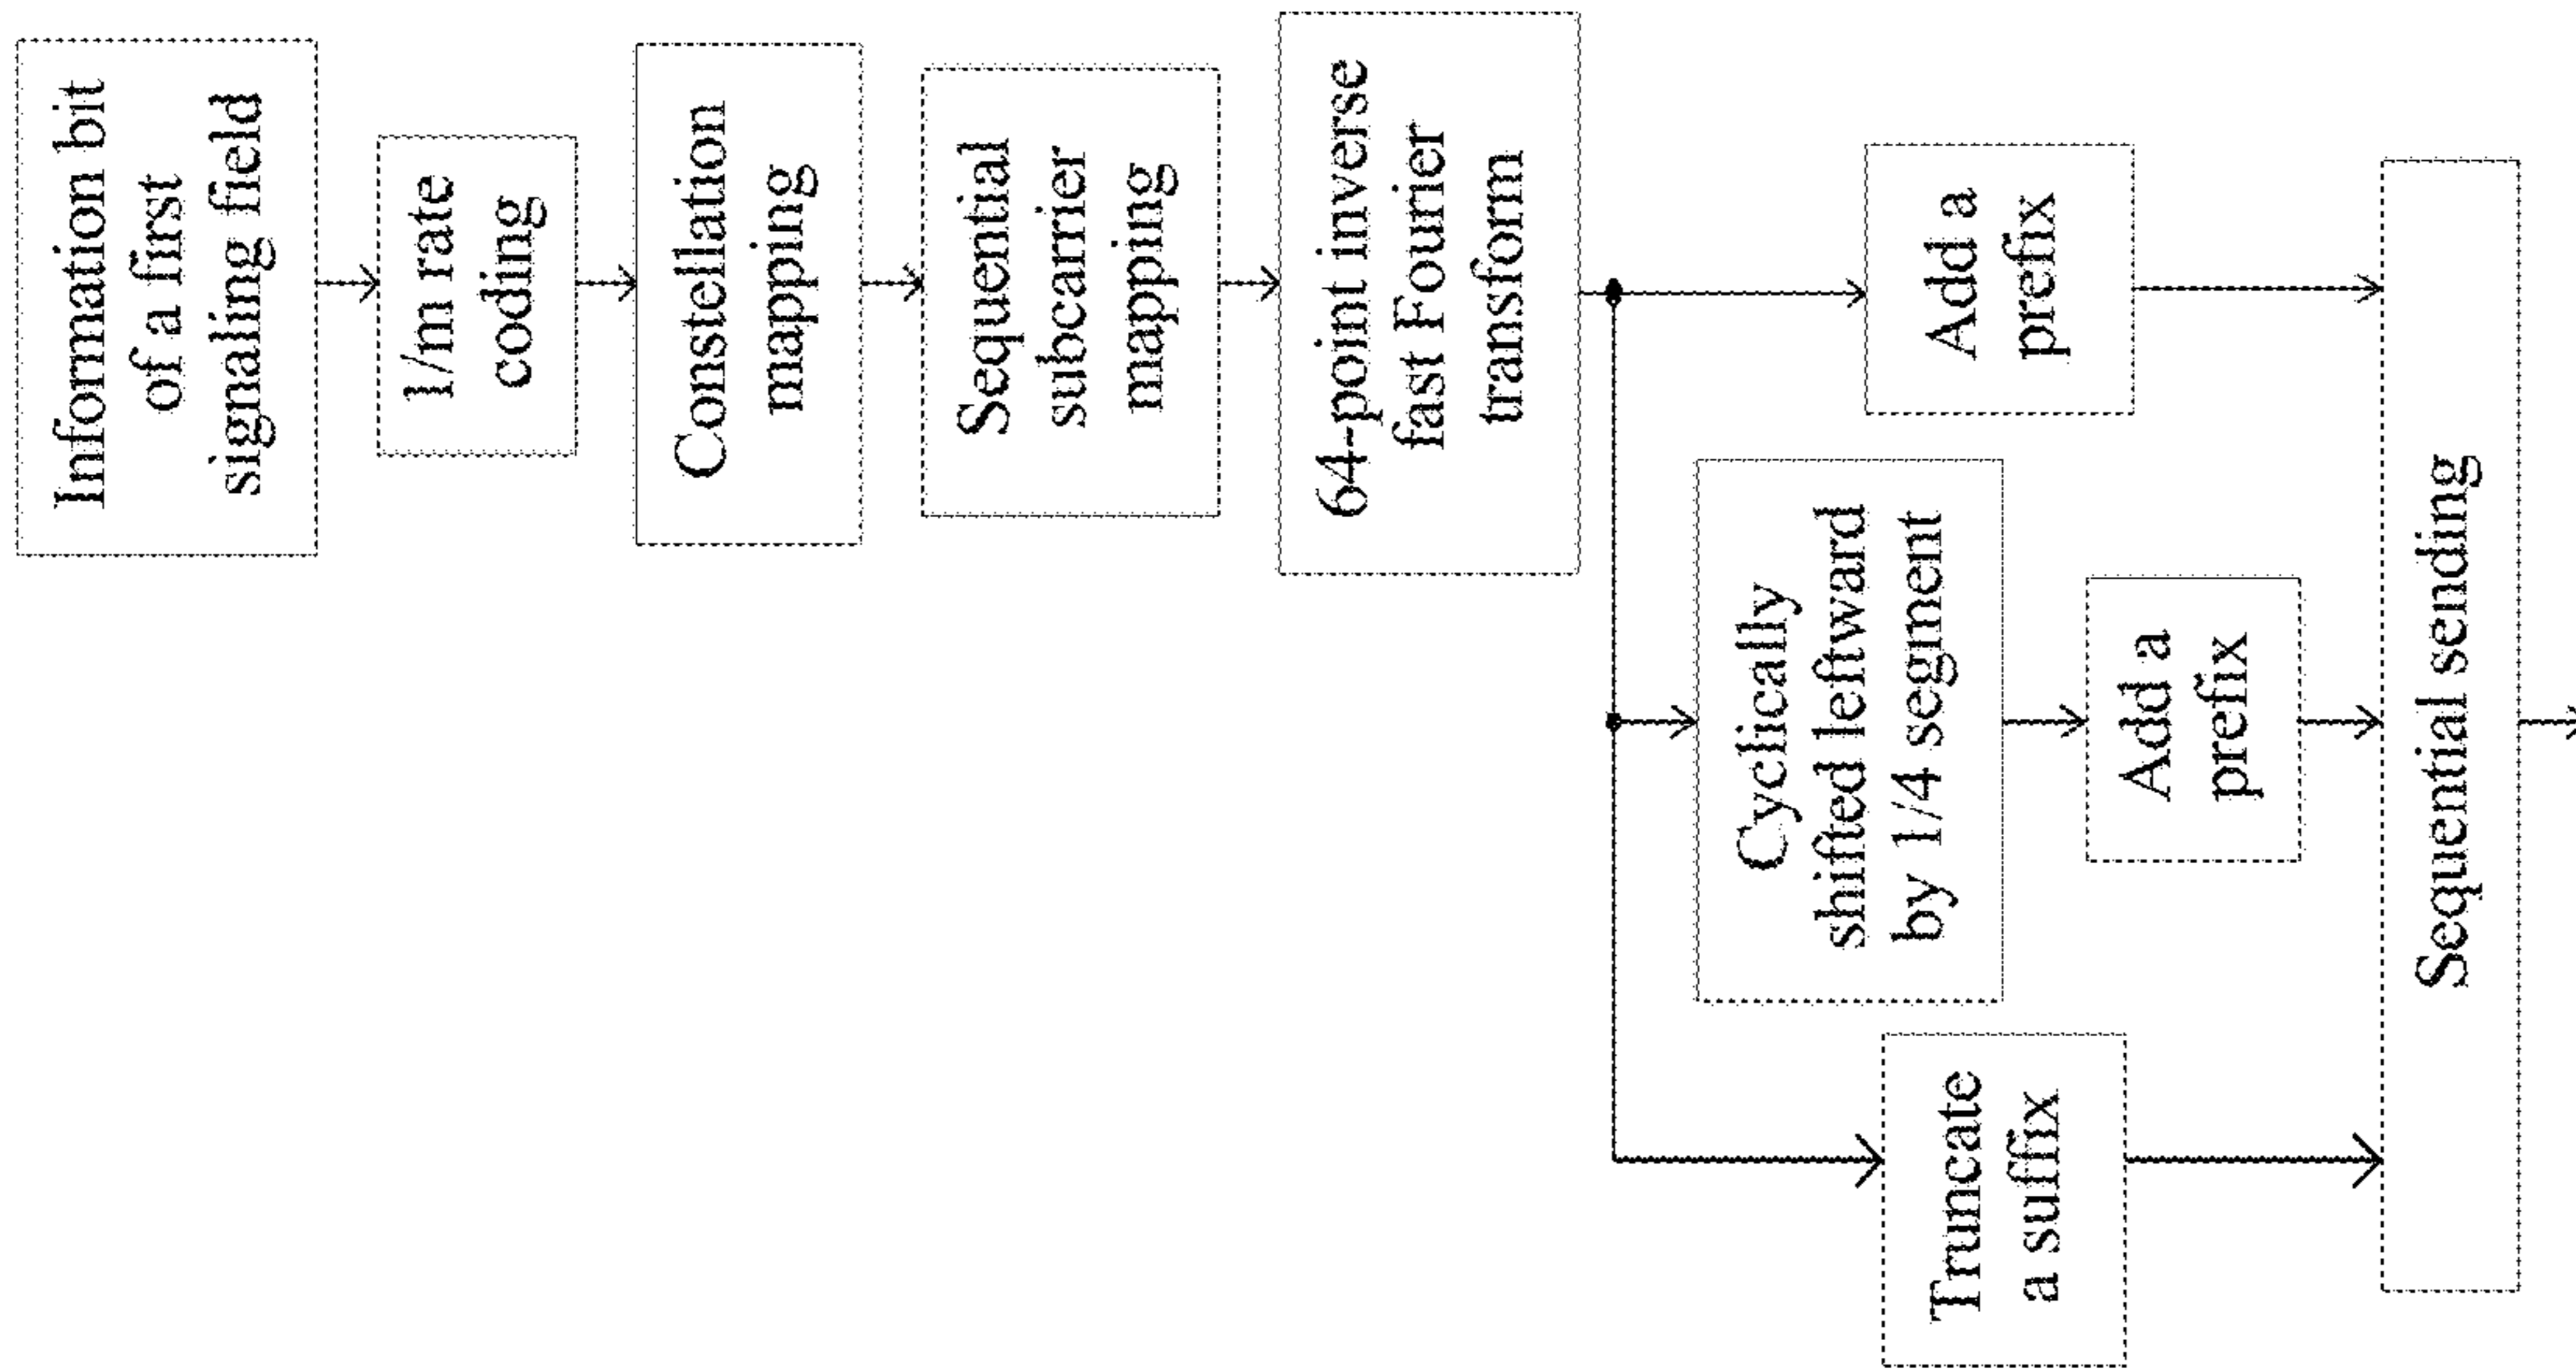 Information bit
of a first
signaling field
1/m rate
coding
Constellation
mapping
Sequential
subcarrier
mapping
64-point inverse
fast Fourier
transform
Truncate
a suffix
Cyclically
shifted leftward
by 1/4 segment
Add a
prefix
Add a
prefix
Sequential sending